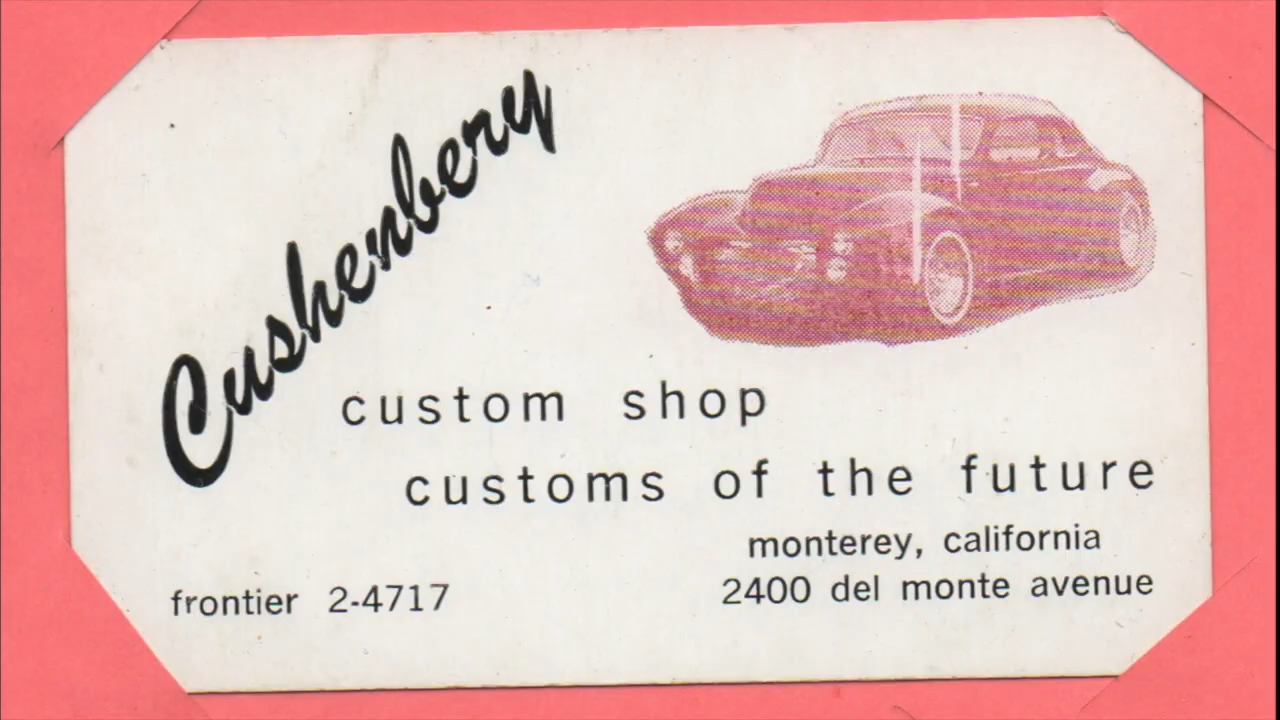 Cushenbery
custom shop
customs of the future
monterey, california
frontier 2-4717
2400 del monte avenue